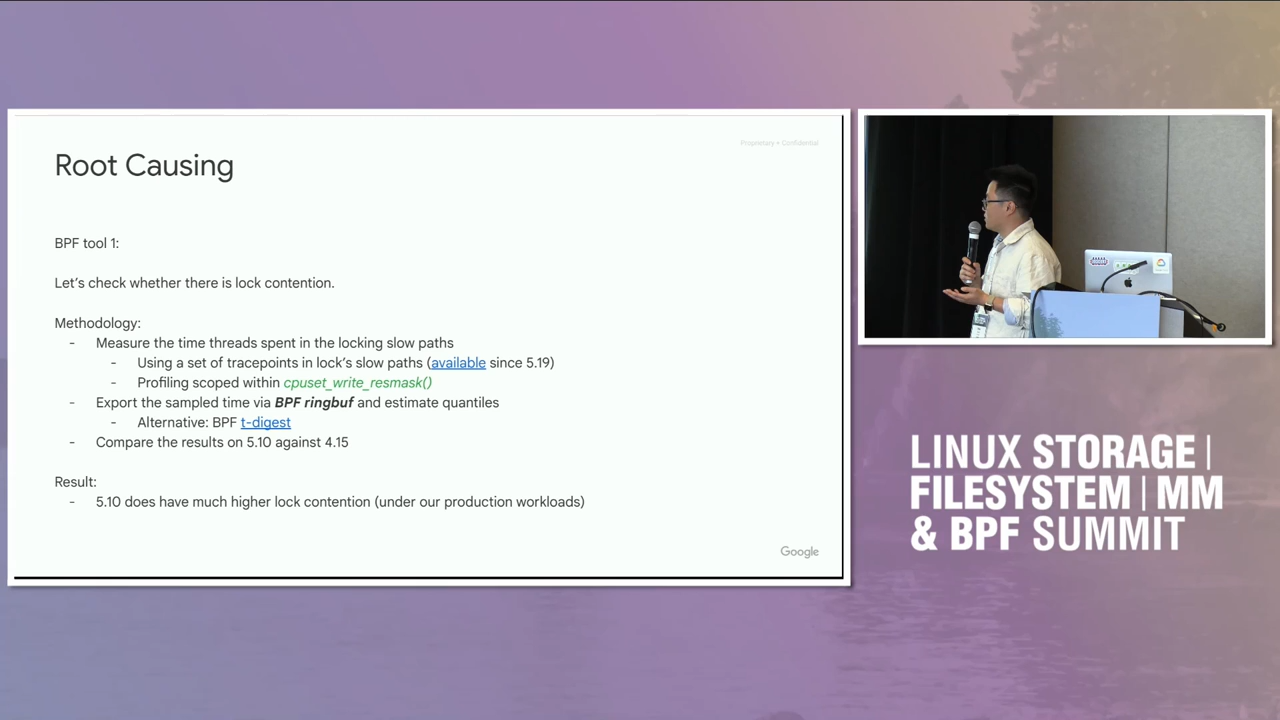 Proprietary + Confidential
Root Causing
BPF tool 1:
Let's check whether there is lock contention.
Methodology:
- Measure the time threads spent in the locking slow paths
- Using a set of tracepoints in lock's slow paths (available since 5.19)
- Profiling scoped within cpuset_write_resmask()
- Export the sampled time via BPF ringbuf and estimate quantiles
- Alternative: BPF t-digest
- Compare the results on 5.10 against 4.15
Result:
- 5.10 does have much higher lock contention (under our production workloads)
Google
LINUX STORAGE |
FILESYSTEM | MM
& BPF SUMMIT